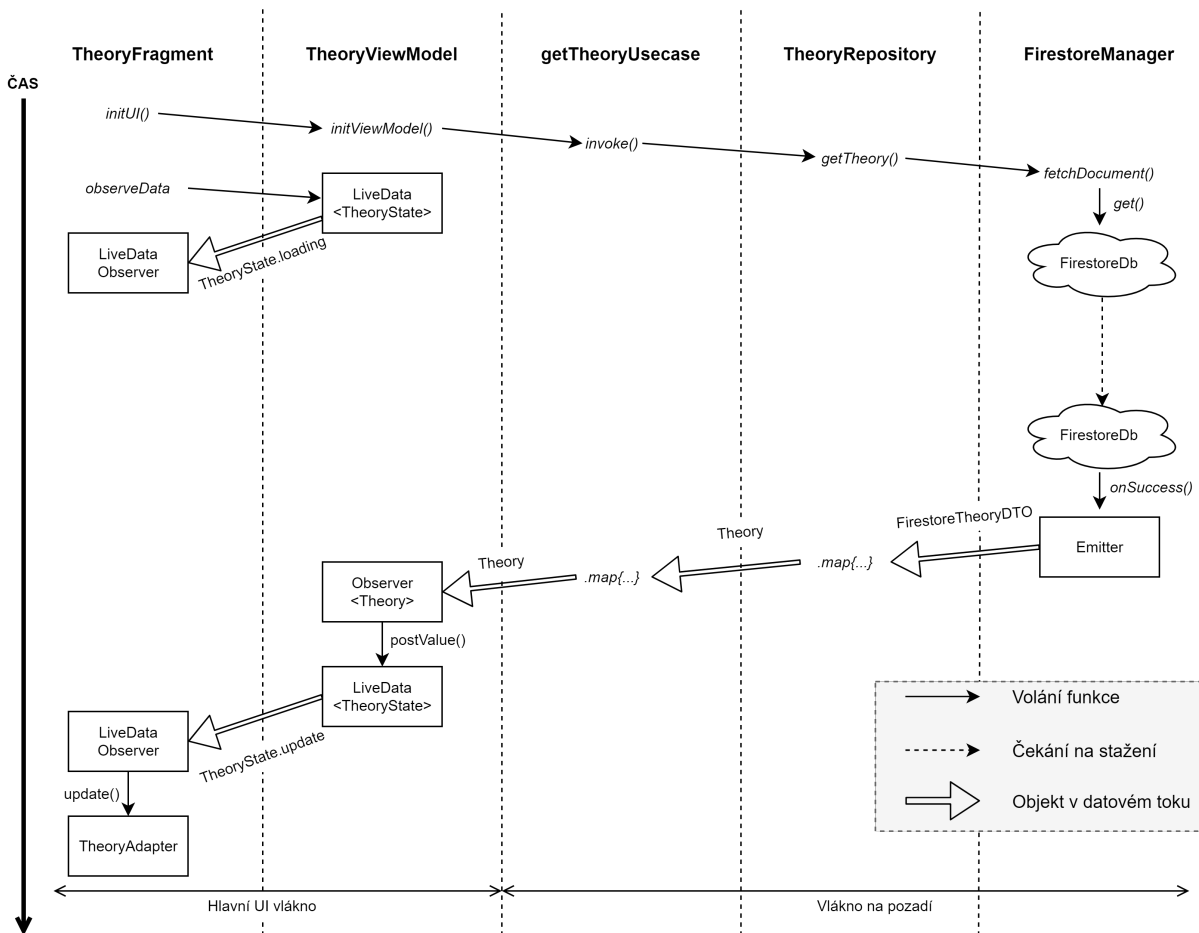 TheoryFragment
TheoryViewModel
getTheoryUsecase
TheoryRepository
FirestoreManager
ČAS
initUI()
initViewModel()
invoke()
getTheory()
fetchDocument()
observeData
LiveData
<TheoryState>
get()
LiveData
Observer
TheoryState.loading
FirestoreDb
FirestoreDb
onSuccess()
FirestoreTheoryDTO
Emitter
Theory
.map{...}
Theory
.map{...}
Observer
<Theory>
postValue()
LiveData
<TheoryState>
LiveData
Observer
TheoryState.update
update()
TheoryAdapter
Volání funkce
Čekání na stažení
Objekt v datovém toku
Hlavní UI vlákno
Vlákno na pozadí